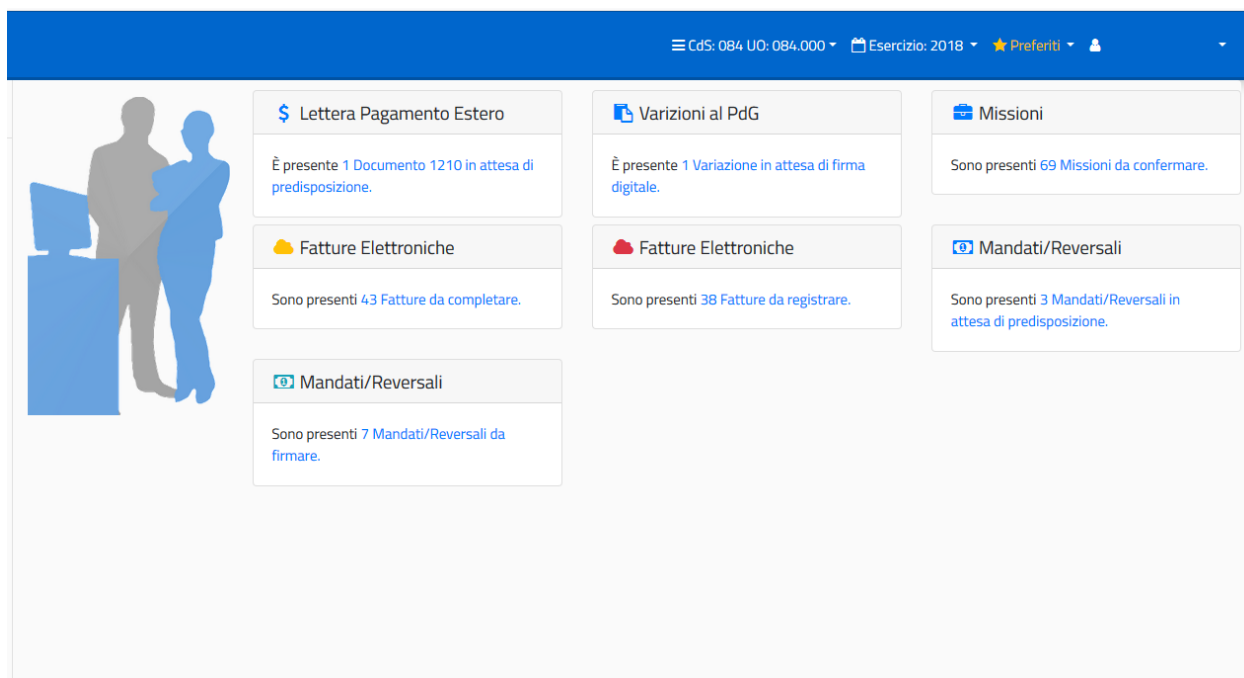 CdS: 084 UO: 084.000 Esercizio: 2018 Preferiti
Lettera Pagamento Estero
È presente 1 Documento 1210 in attesa di
predisposizione.
Varizioni al PdG
È presente 1 Variazione in attesa di firma
digitale.
Missioni
Sono presenti 69 Missioni da confermare.
Fatture Elettroniche
Sono presenti 43 Fatture da completare.
Fatture Elettroniche
Sono presenti 38 Fatture da registrare.
Mandati/Reversali
Sono presenti 3 Mandati/Reversali in
attesa di predisposizione.
Mandati/Reversali
Sono presenti 7 Mandati/Reversali da
firmare.